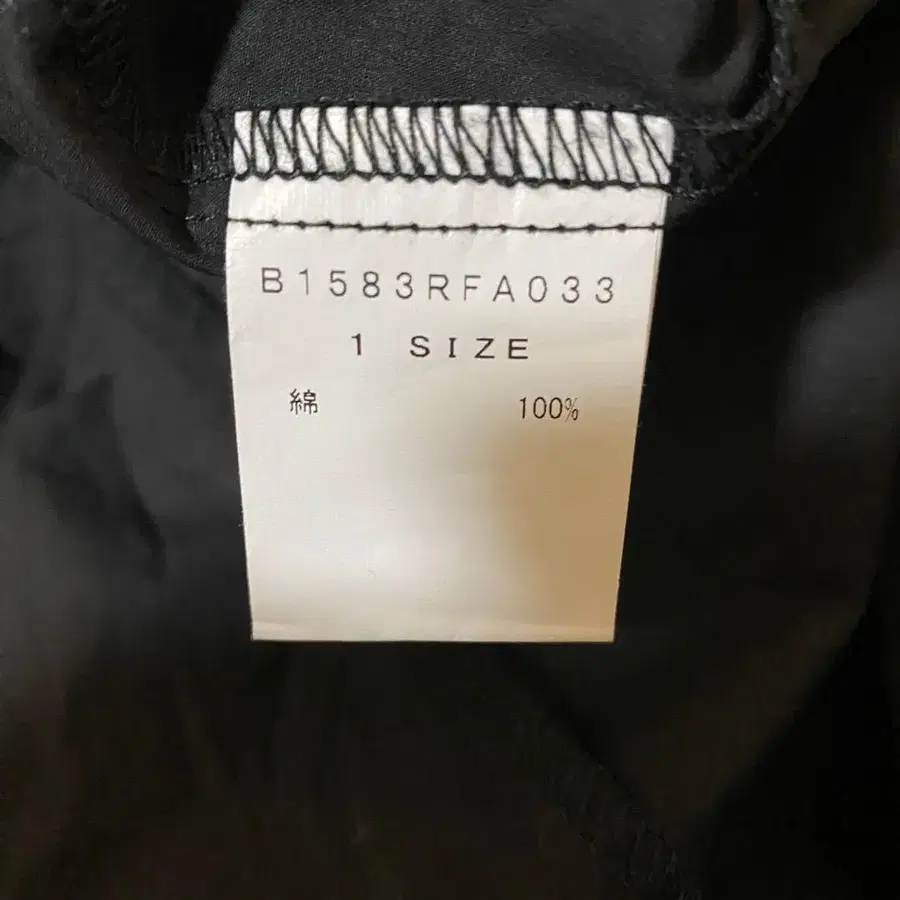 B1583RFA033
1 SIZE
綿 100%